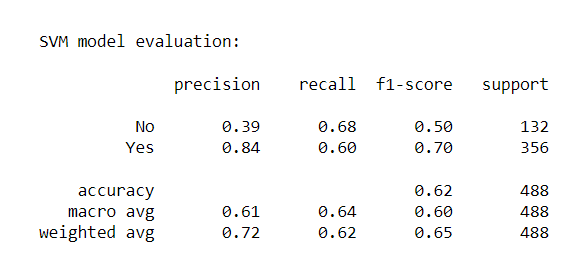 SVM model evaluation:
precision recall f1-score support
No 0.39 0.68 0.50 132
Yes 0.84 0.60 0.70 356
accuracy 0.62 488
macro avg 0.61 0.64 0.60 488
weighted avg 0.72 0.62 0.65 488